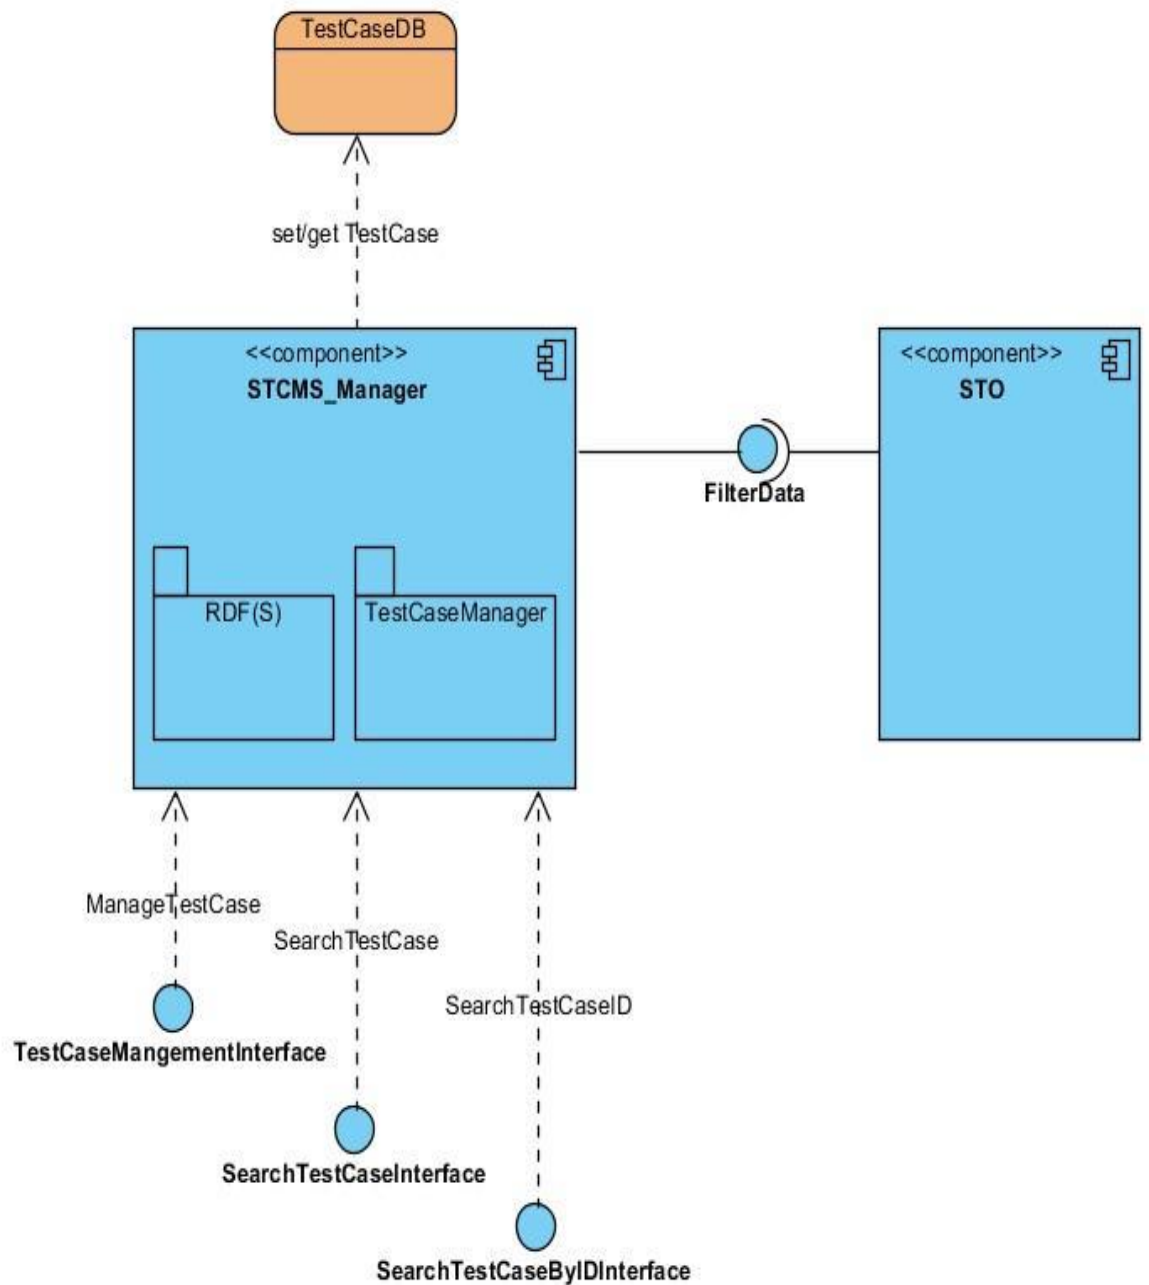 TestCaseDB
set/get TestCase
<<component>>
STCMS_Manager
<<component>>
STO
FilterData
RDF(S)
TestCaseManager
ManageTestCase
SearchTestCase
SearchTestCaseID
TestCaseMangementInterface
SearchTestCaseInterface
SearchTestCaseByIDInterface